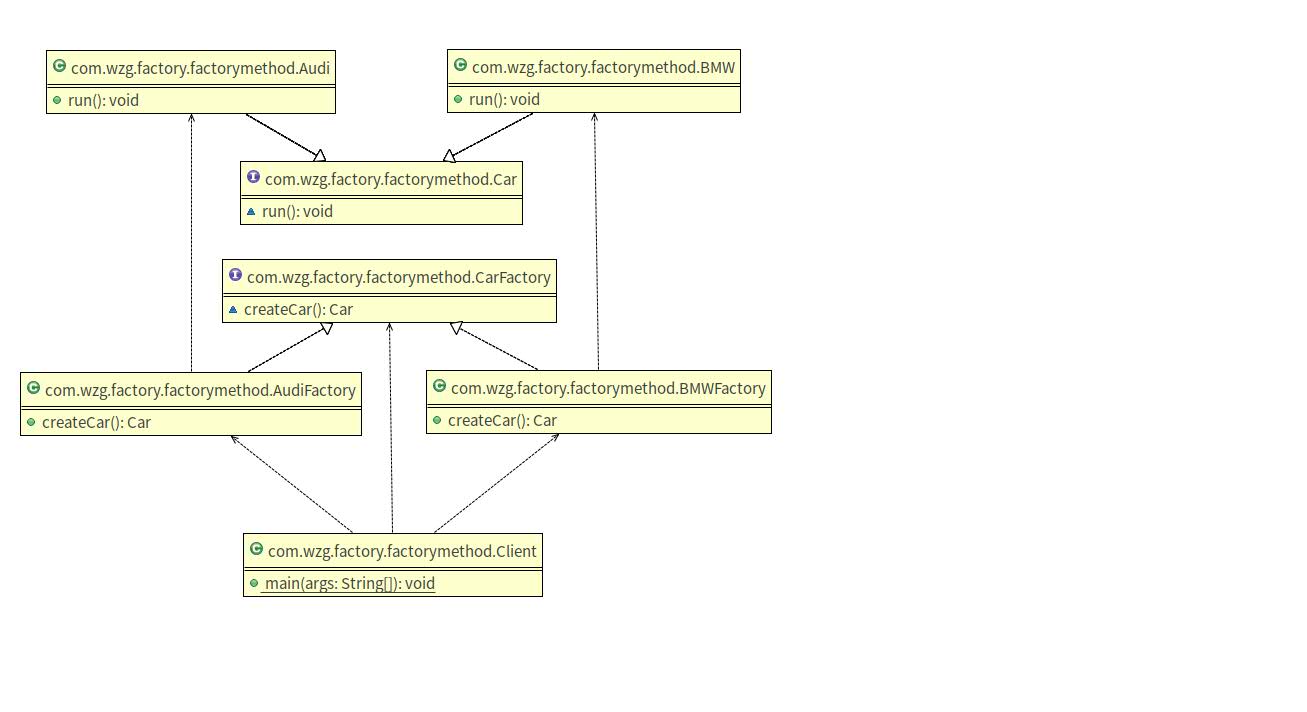 com.wzg.factory.factorymethod.Audi
run(): void
com.wzg.factory.factorymethod.BMW
run(): void
com.wzg.factory.factorymethod.Car
run(): void
com.wzg.factory.factorymethod.CarFactory
createCar(): Car
com.wzg.factory.factorymethod.AudiFactory
createCar(): Car
com.wzg.factory.factorymethod.BMWFactory
createCar(): Car
com.wzg.factory.factorymethod.Client
main(args: String[]): void